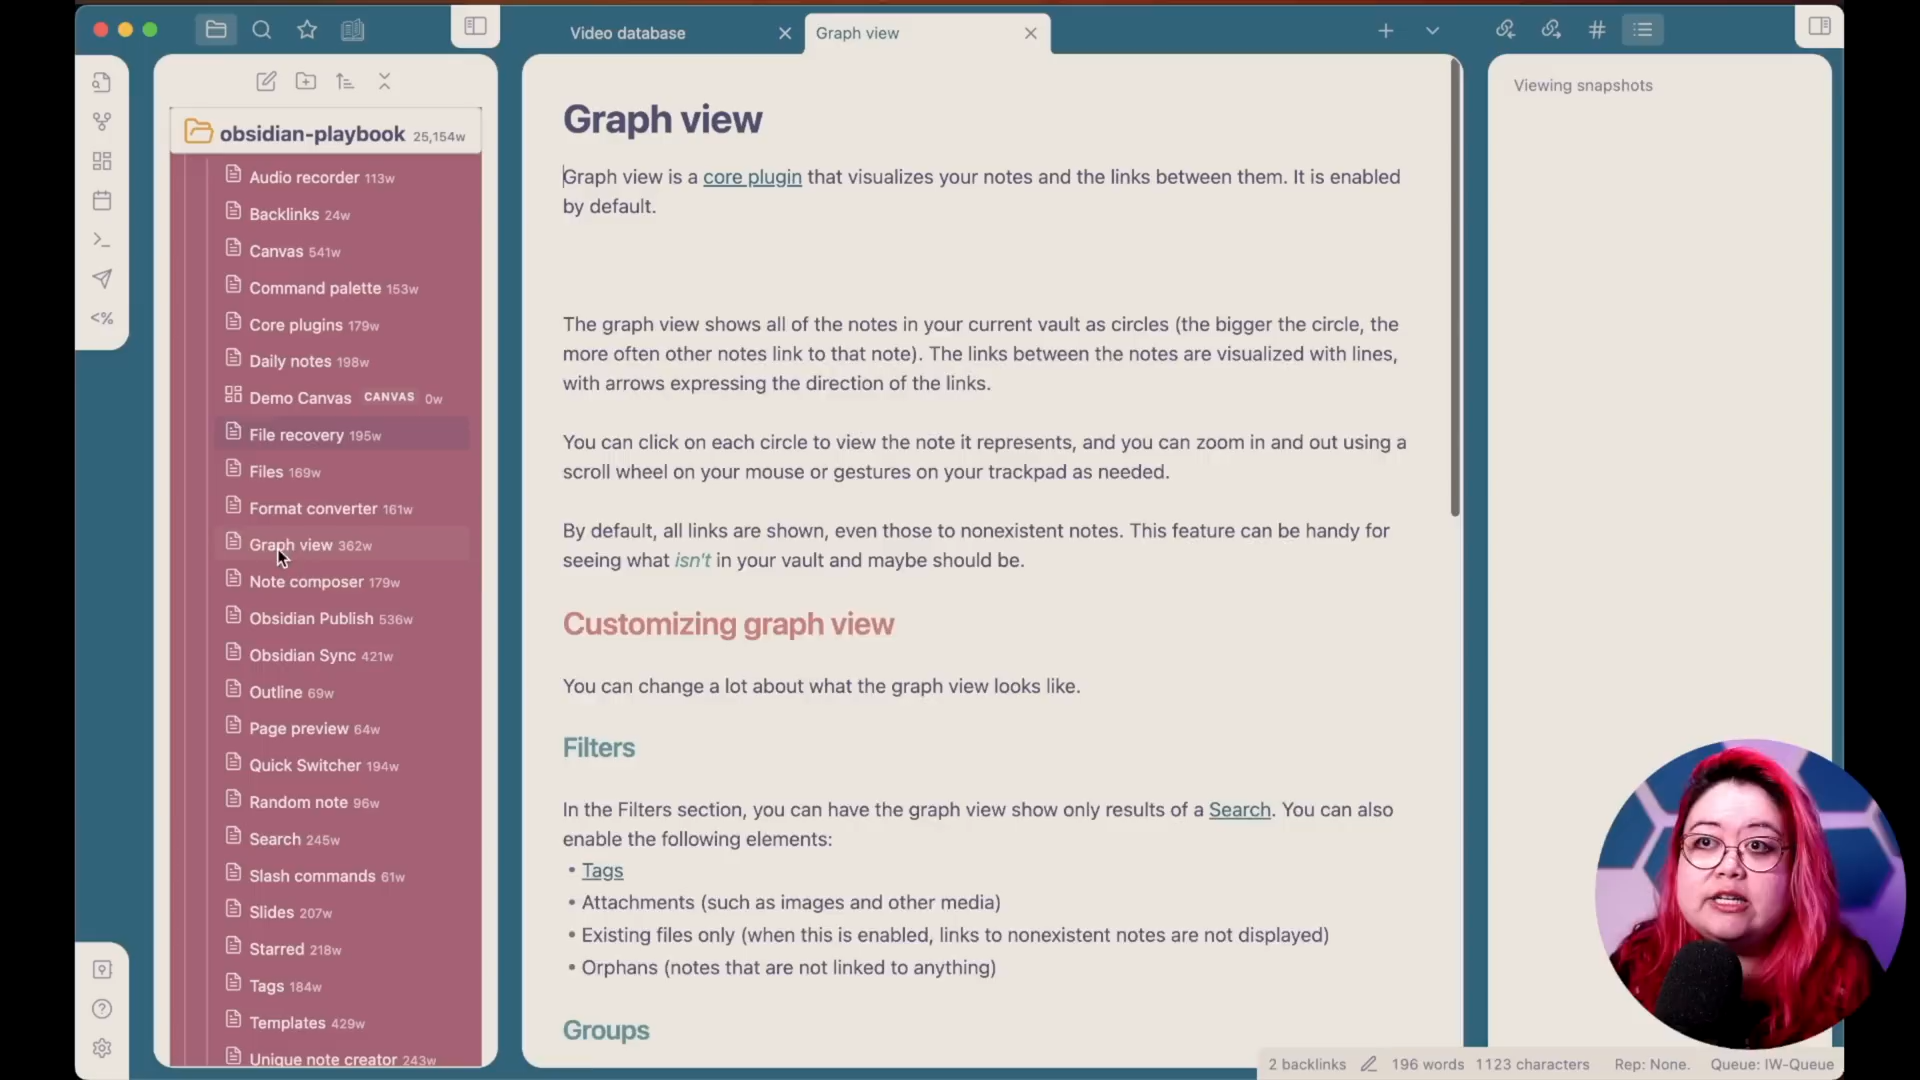 Video database
Graph view
obsidian-playbook 25,154w
Audio recorder 113w
Backlinks 24w
Canvas 541w
Command palette 153w
Core plugins 179w
Daily notes 198w
Demo Canvas CANVAS 0w
File recovery 195w
Files 169w
Format converter 161w
Graph view 362w
Note composer 179w
Obsidian Publish 536w
Obsidian Sync 421w
Outline 69w
Page preview 64w
Quick Switcher 194w
Random note 96w
Search 245w
Slash commands 61w
Slides 207w
Starred 218w
Tags 184w
Templates 429w
Unique note creator 243w
Graph view
Graph view is a core plugin that visualizes your notes and the links between them. It is enabled
by default.
The graph view shows all of the notes in your current vault as circles (the bigger the circle, the
more often other notes link to that note). The links between the notes are visualized with lines,
with arrows expressing the direction of the links.
You can click on each circle to view the note it represents, and you can zoom in and out using a
scroll wheel on your mouse or gestures on your trackpad as needed.
By default, all links are shown, even those to nonexistent notes. This feature can be handy for
seeing what isn't in your vault and maybe should be.
Customizing graph view
You can change a lot about what the graph view looks like.
Filters
In the Filters section, you can have the graph view show only results of a Search. You can also
enable the following elements:
• Tags
• Attachments (such as images and other media)
• Existing files only (when this is enabled, links to nonexistent notes are not displayed)
• Orphans (notes that are not linked to anything)
Groups
Viewing snapshots
2 backlinks 196 words 1123 characters Rep: None. Queue: IW-Queue